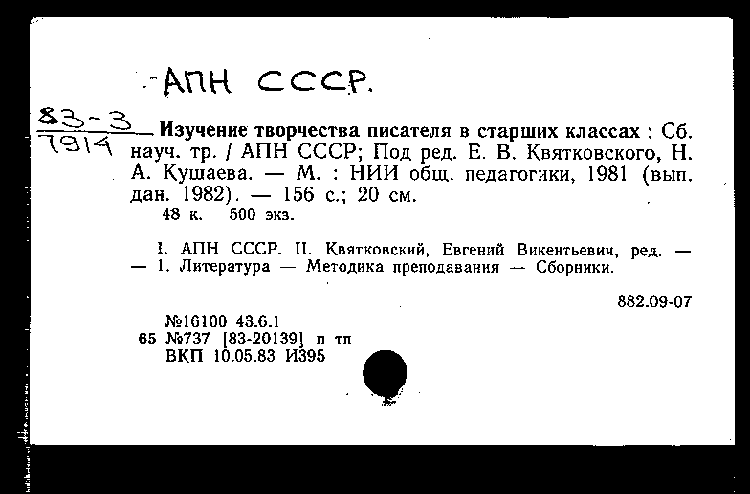 АПН СССР.
83-3
7914
Изучение творчества писателя в старших классах : Сб.
науч. тр. / АПН СССР; Под ред. Е. В. Квятковского, Н.
А. Кушаева. — М. : НИИ общ. педагогики, 1981 (вып.
дан. 1982). — 156 с.; 20 см.
48 к. 500 экз.
I. АПН СССР. II. Квятковский, Евгений Викентьевич, ред. —
— 1. Литература — Методика преподавания — Сборники.
882.09-07
№16100 43.6.1
65 №737 [83-20139] п тп
ВКП 10.05.83 И395